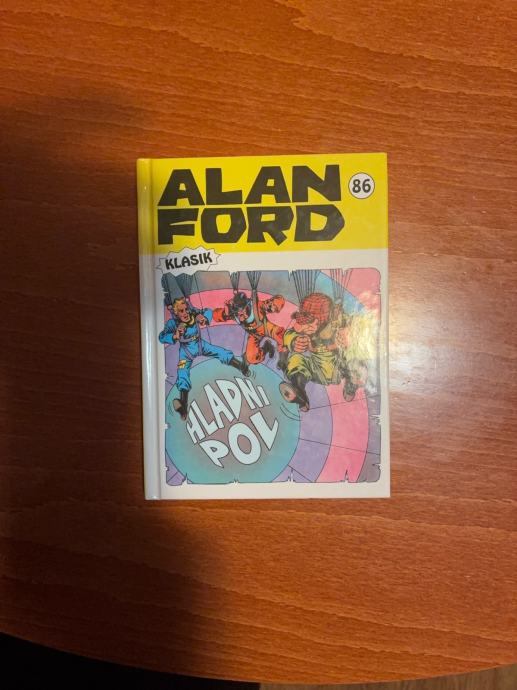 ALAN
FORD
86
KLASIK
HLADNI
POL